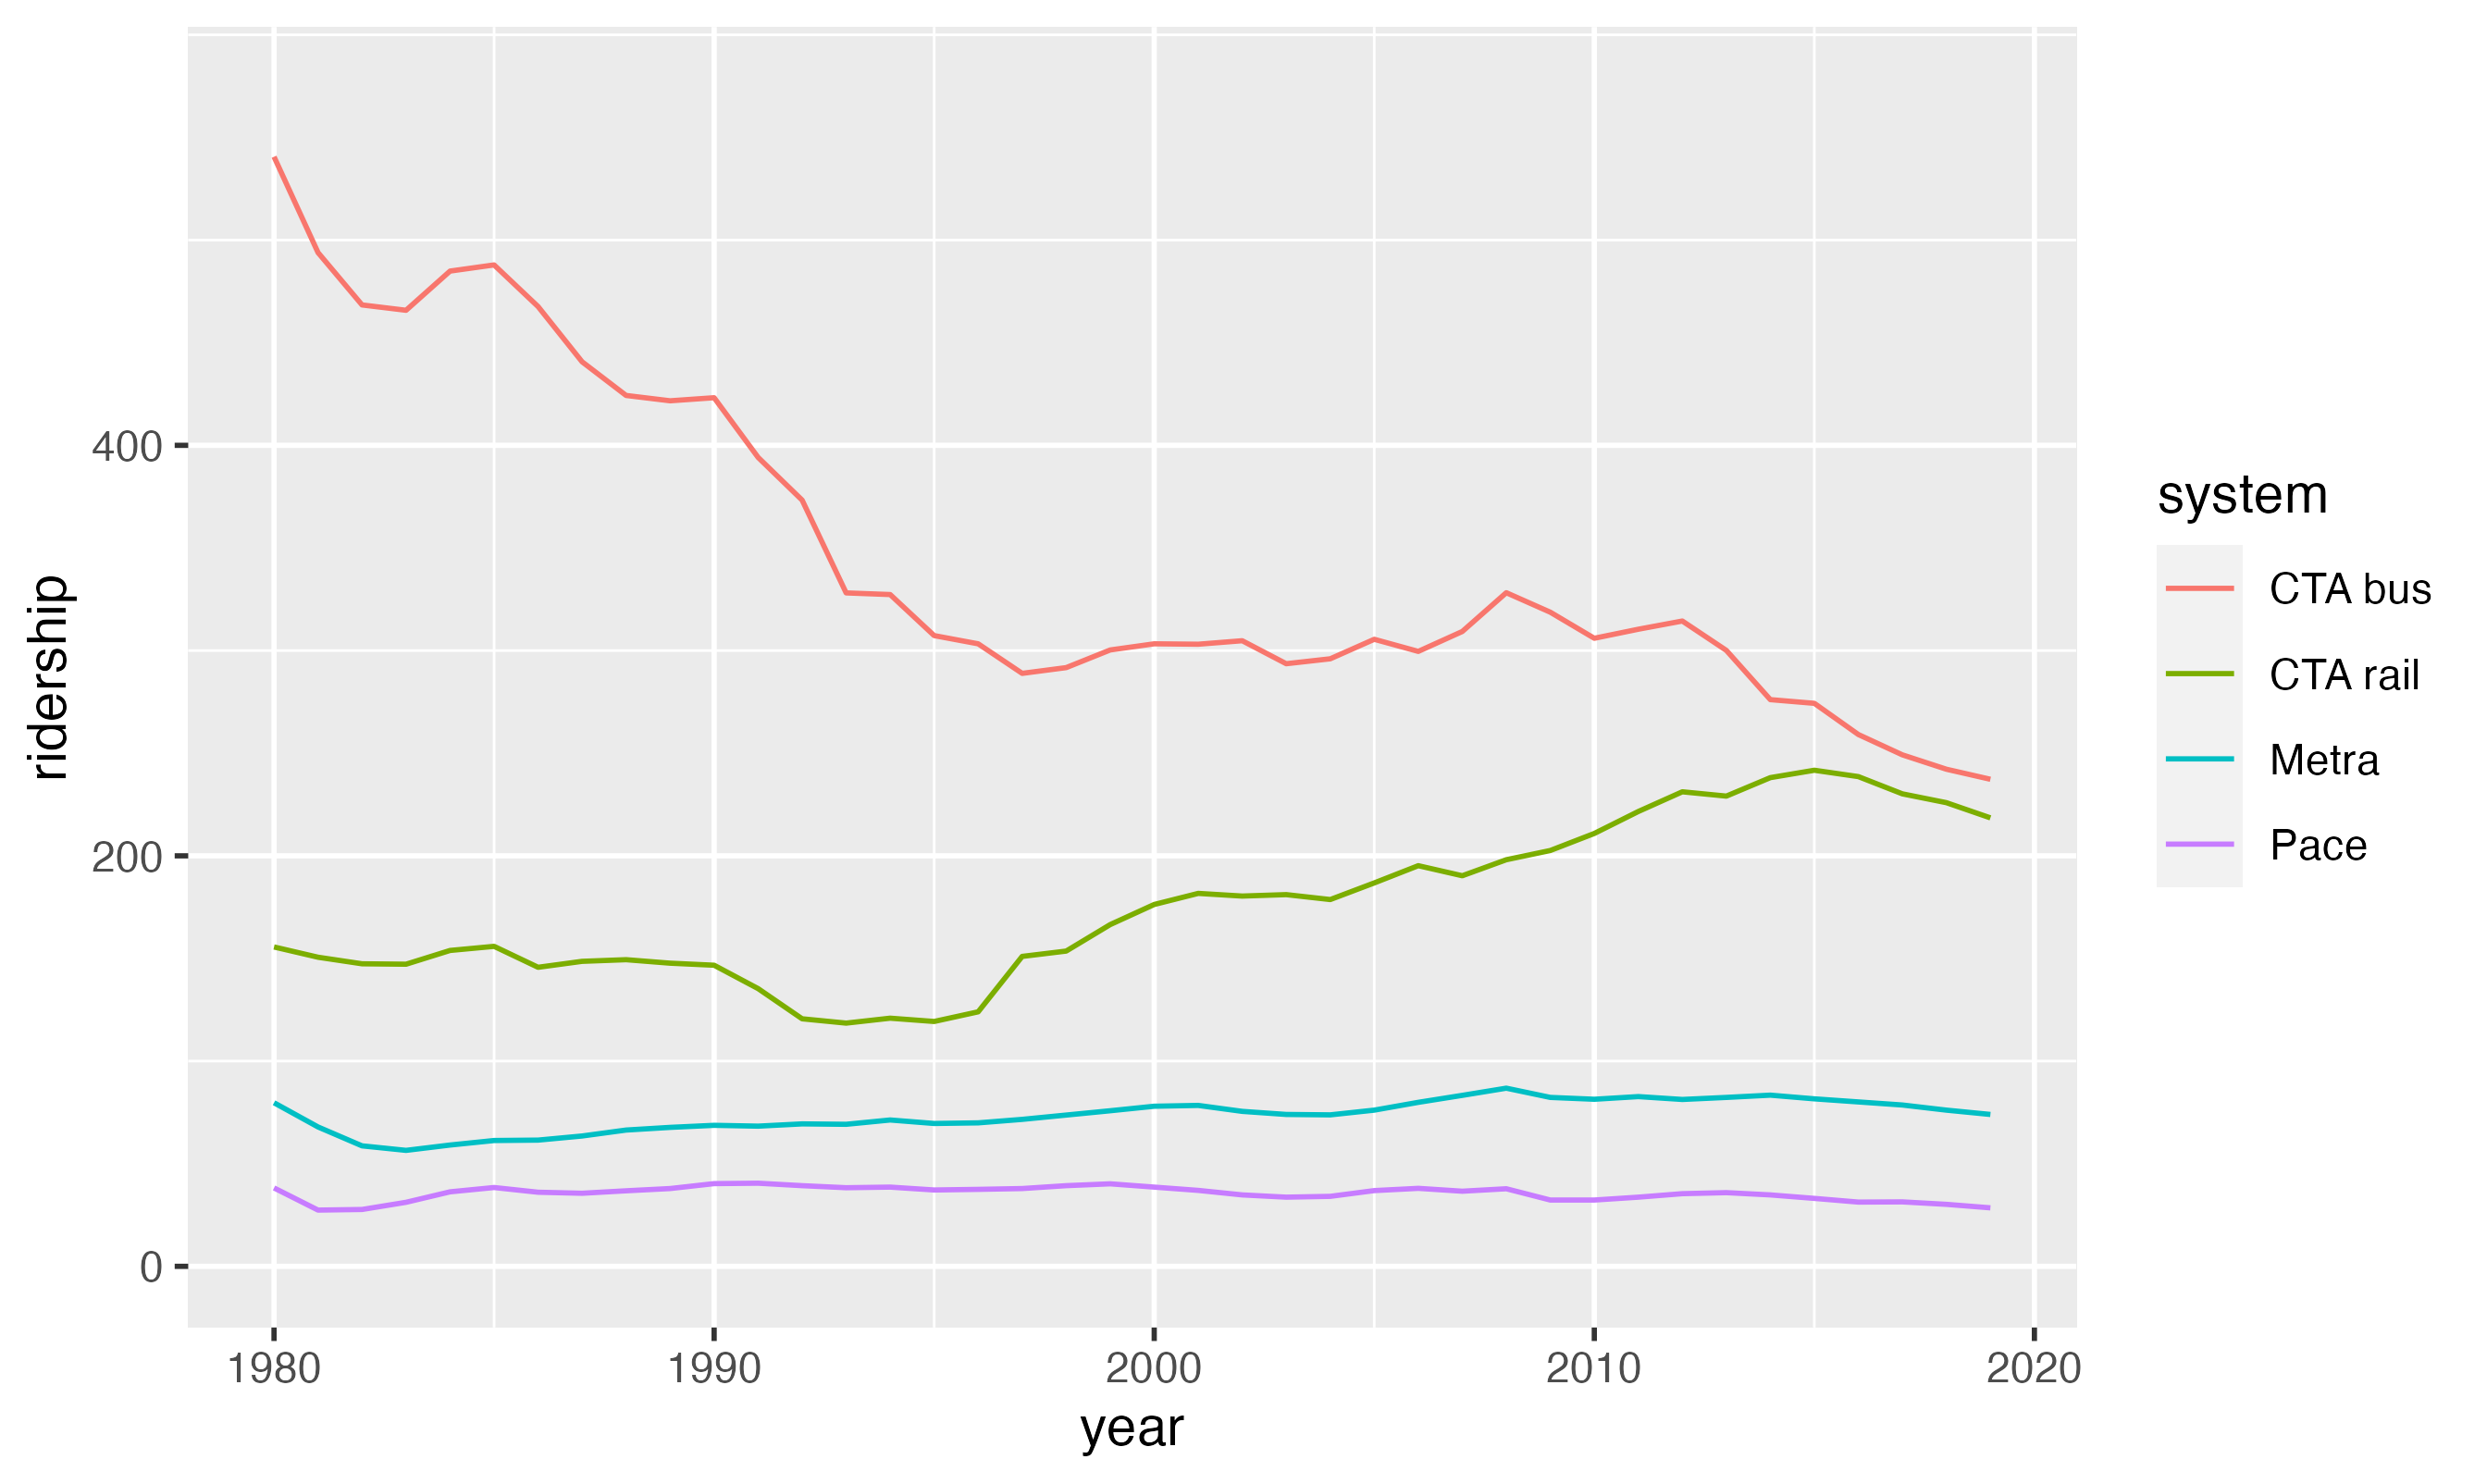 ridership
400
200
0
1980
1990
2000
2010
2020
year
system
CTA bus
CTA rail
Metra
Pace